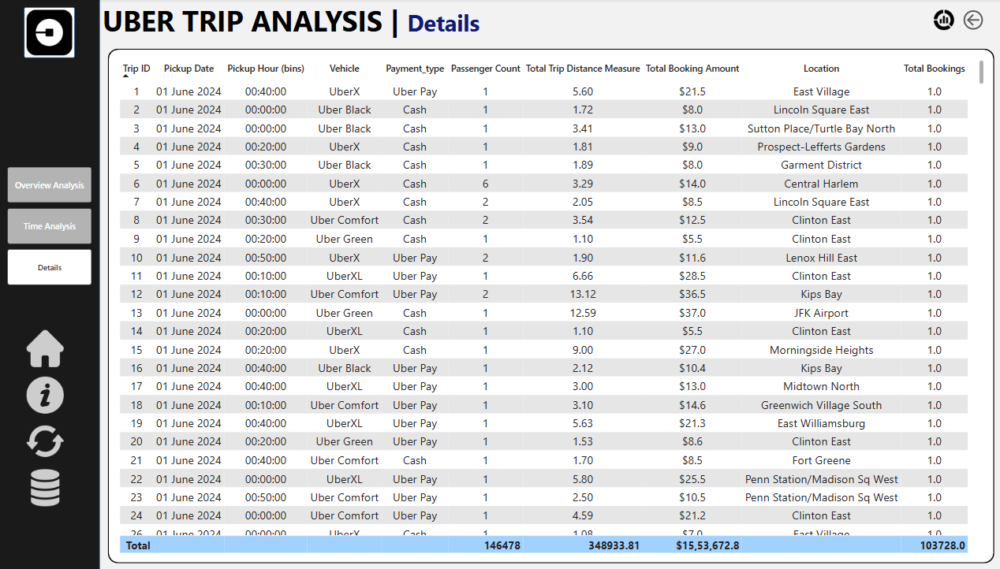 UBER TRIP ANALYSIS | Details
Overview Analysis
Time Analysis
Details
Trip ID Pickup Date Pickup Hour (bins) Vehicle Payment_type Passenger Count Total Trip Distance Measure Total Booking Amount Location Total Bookings
1 01 June 2024 00:40:00 UberX Uber Pay 1 5.60 $21.5 East Village 1.0
2 01 June 2024 00:00:00 Uber Black Cash 1 1.72 $8.0 Lincoln Square East 1.0
3 01 June 2024 00:00:00 Uber Black Cash 1 3.41 $13.0 Sutton Place/Turtle Bay North 1.0
4 01 June 2024 00:20:00 UberX Cash 1 1.81 $9.0 Prospect-Lefferts Gardens 1.0
5 01 June 2024 00:30:00 Uber Black Cash 1 1.89 $8.0 Garment District 1.0
6 01 June 2024 00:00:00 UberX Cash 6 3.29 $14.0 Central Harlem 1.0
7 01 June 2024 00:40:00 UberX Cash 2 2.05 $8.5 Lincoln Square East 1.0
8 01 June 2024 00:30:00 Uber Comfort Cash 2 3.54 $12.5 Clinton East 1.0
9 01 June 2024 00:20:00 Uber Green Cash 1 1.10 $5.5 Clinton East 1.0
10 01 June 2024 00:50:00 UberX Uber Pay 2 1.90 $11.6 Lenox Hill East 1.0
11 01 June 2024 00:10:00 UberXL Uber Pay 1 6.66 $28.5 Clinton East 1.0
12 01 June 2024 00:10:00 Uber Comfort Uber Pay 2 13.12 $36.5 Kips Bay 1.0
13 01 June 2024 00:00:00 Uber Green Cash 1 12.59 $37.0 JFK Airport 1.0
14 01 June 2024 00:20:00 UberXL Cash 1 1.10 $5.5 Clinton East 1.0
15 01 June 2024 00:20:00 UberX Cash 1 9.00 $27.0 Morningside Heights 1.0
16 01 June 2024 00:40:00 Uber Black Uber Pay 1 2.12 $10.4 Kips Bay 1.0
17 01 June 2024 00:40:00 UberXL Uber Pay 1 3.00 $13.0 Midtown North 1.0
18 01 June 2024 00:10:00 Uber Comfort Uber Pay 1 3.10 $14.6 Greenwich Village South 1.0
19 01 June 2024 00:40:00 UberXL Uber Pay 1 5.63 $21.3 East Williamsburg 1.0
20 01 June 2024 00:20:00 Uber Green Uber Pay 1 1.53 $8.6 Clinton East 1.0
21 01 June 2024 00:40:00 Uber Comfort Cash 1 1.70 $8.5 Fort Greene 1.0
22 01 June 2024 00:00:00 UberXL Uber Pay 1 5.80 $25.5 Penn Station/Madison Sq West 1.0
23 01 June 2024 00:50:00 Uber Comfort Uber Pay 1 2.50 $10.5 Penn Station/Madison Sq West 1.0
24 01 June 2024 00:00:00 Uber Comfort Uber Pay 1 4.59 $21.2 Clinton East 1.0
26 01 June 2024 00:00:00 UberX Cash 1 1.08 $7.0 East Village 1.0
Total 146478 348933.81 $15,53,672.8 103728.0